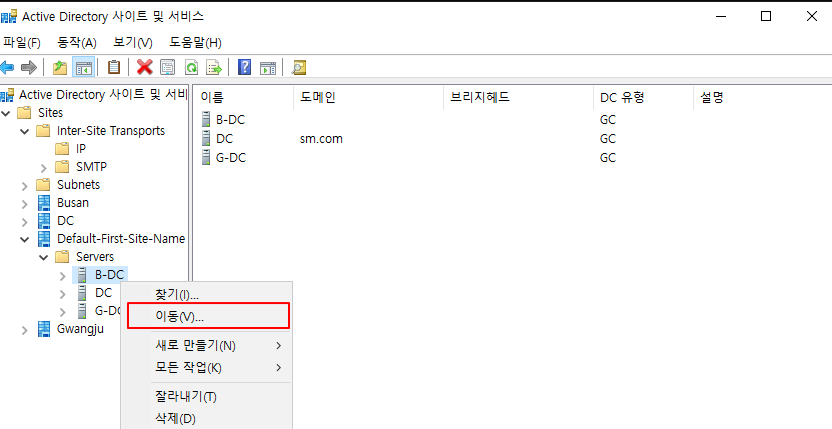 Active Directory 사이트 및 서비스
파일(F) 동작(A) 보기(V) 도움말(H)
Active Directory 사이트 및 서비
Sites
Inter-Site Transports
IP
SMTP
Subnets
Busan
DC
Default-First-Site-Name
Servers
B-DC
DC
G-DC
Gwangju
이름 도메인 브리지헤드 DC 유형 설명
B-DC GC
DC sm.com GC
G-DC GC
찾기(I)...
이동(V)...
새로 만들기(N)
모든 작업(K)
잘라내기(T)
삭제(D)